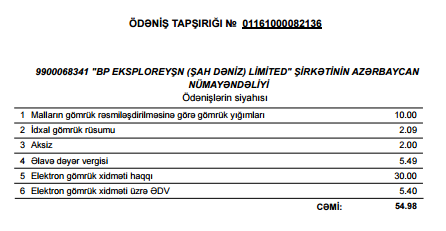 ÖDƏNİŞ TAPŞIRIĞI № 01161000082136
9900068341 "BP EKSPLOREYŞN (ŞAH DƏNİZ) LİMİTED" ŞİRKƏTİNİN AZƏRBAYCAN
NÜMAYƏNDƏLİYİ
Ödənişlərin siyahısı
1 Malların gömrük rəsmiləşdirilməsinə görə gömrük yığımları 10.00
2 İdxal gömrük rüsumu 2.09
3 Aksiz 2.00
4 Əlavə dəyər vergisi 5.49
5 Elektron gömrük xidməti haqqı 30.00
6 Elektron gömrük xidməti üzrə ƏDV 5.40
CƏMİ: 54.98